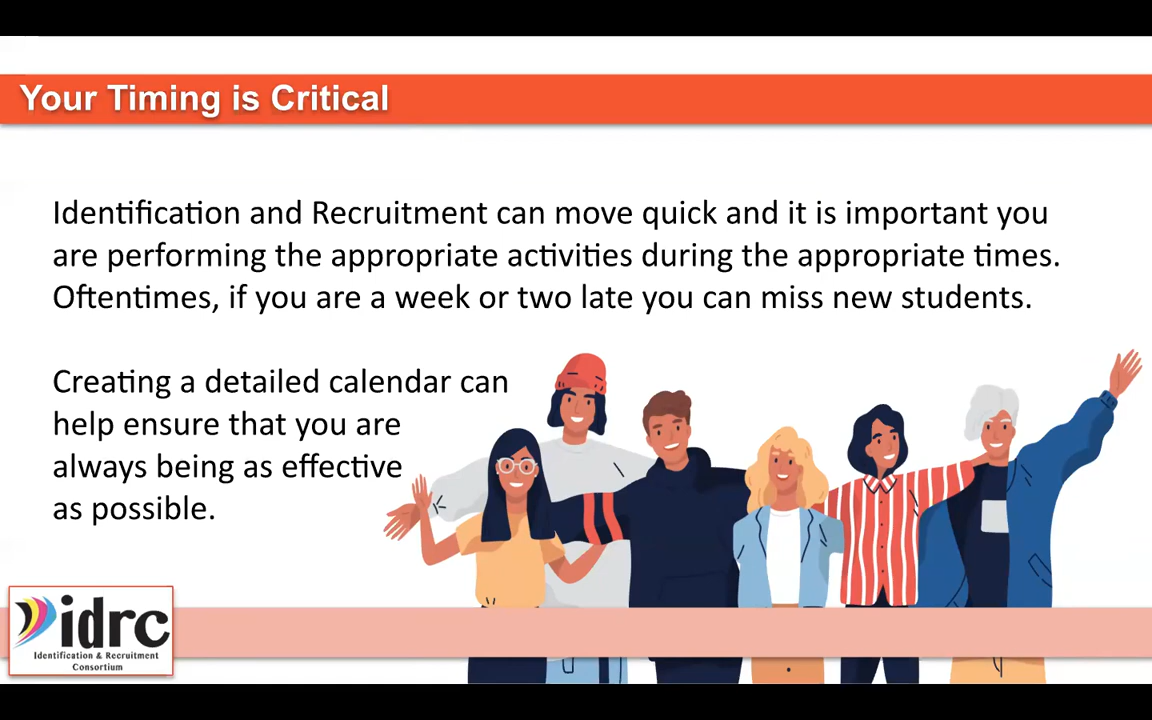 Your Timing is Critical
Identification and Recruitment can move quick and it is important you
are performing the appropriate activities during the appropriate times.
Oftentimes, if you are a week or two late you can miss new students.
Creating a detailed calendar can
help ensure that you are
always being as effective
as possible.
idrc
Identification & Recruitment
Consortium